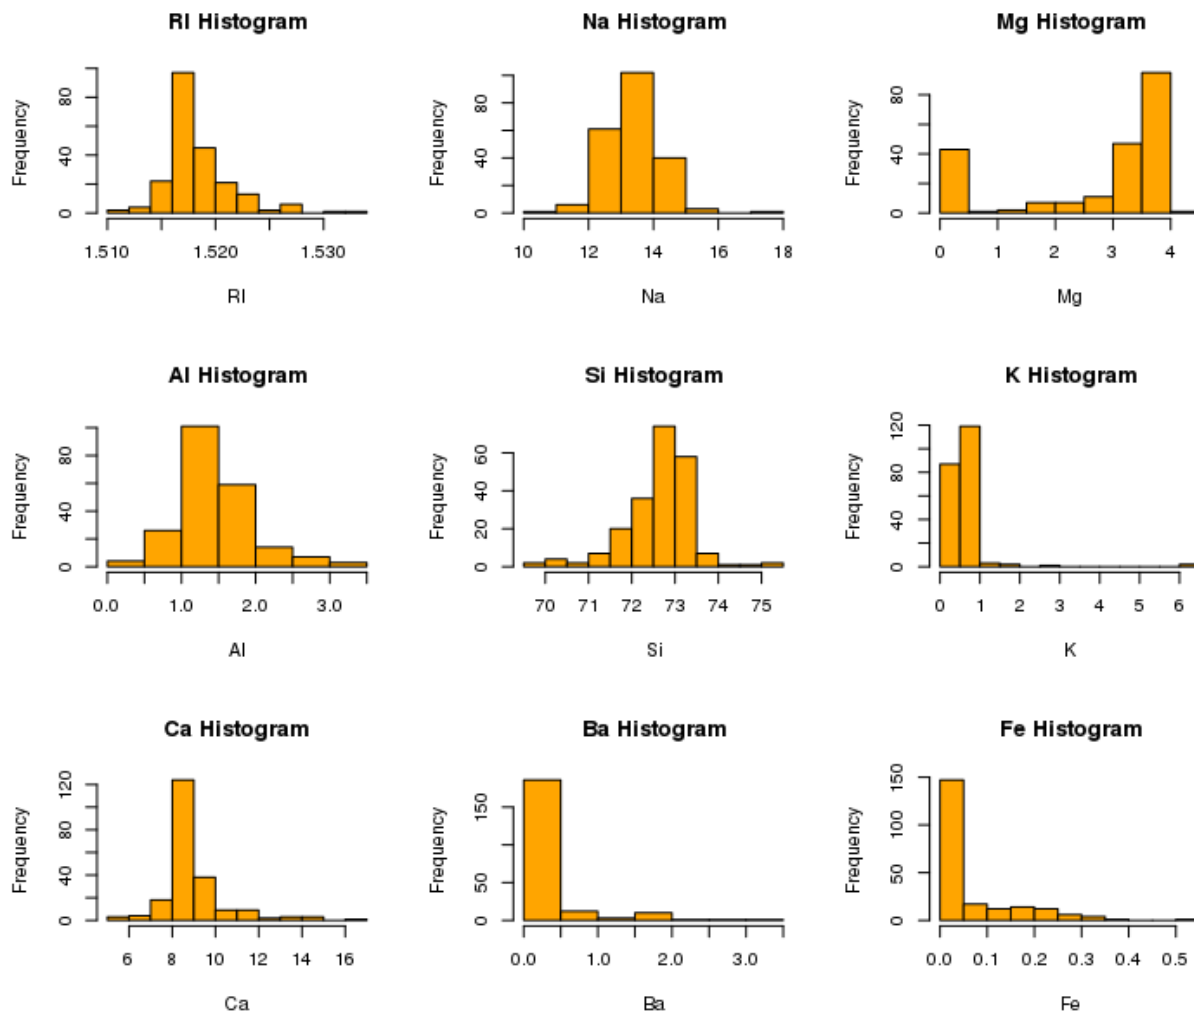 RI Histogram
Frequency
0 40 80
1.510 1.520 1.530
RI
Na Histogram
Frequency
0 20 40 60 80 100
10 12 14 16 18
Na
Mg Histogram
Frequency
0 40 80
0 1 2 3 4
Mg
Al Histogram
Frequency
0 40 80
0.0 1.0 2.0 3.0
Al
Si Histogram
Frequency
0 20 40 60
70 71 72 73 74 75
Si
K Histogram
Frequency
0 40 80 120
0 1 2 3 4 5 6
K
Ca Histogram
Frequency
0 40 80 120
6 8 10 12 14 16
Ca
Ba Histogram
Frequency
0 50 150
0.0 1.0 2.0 3.0
Ba
Fe Histogram
Frequency
0 50 100 150
0.0 0.1 0.2 0.3 0.4 0.5
Fe